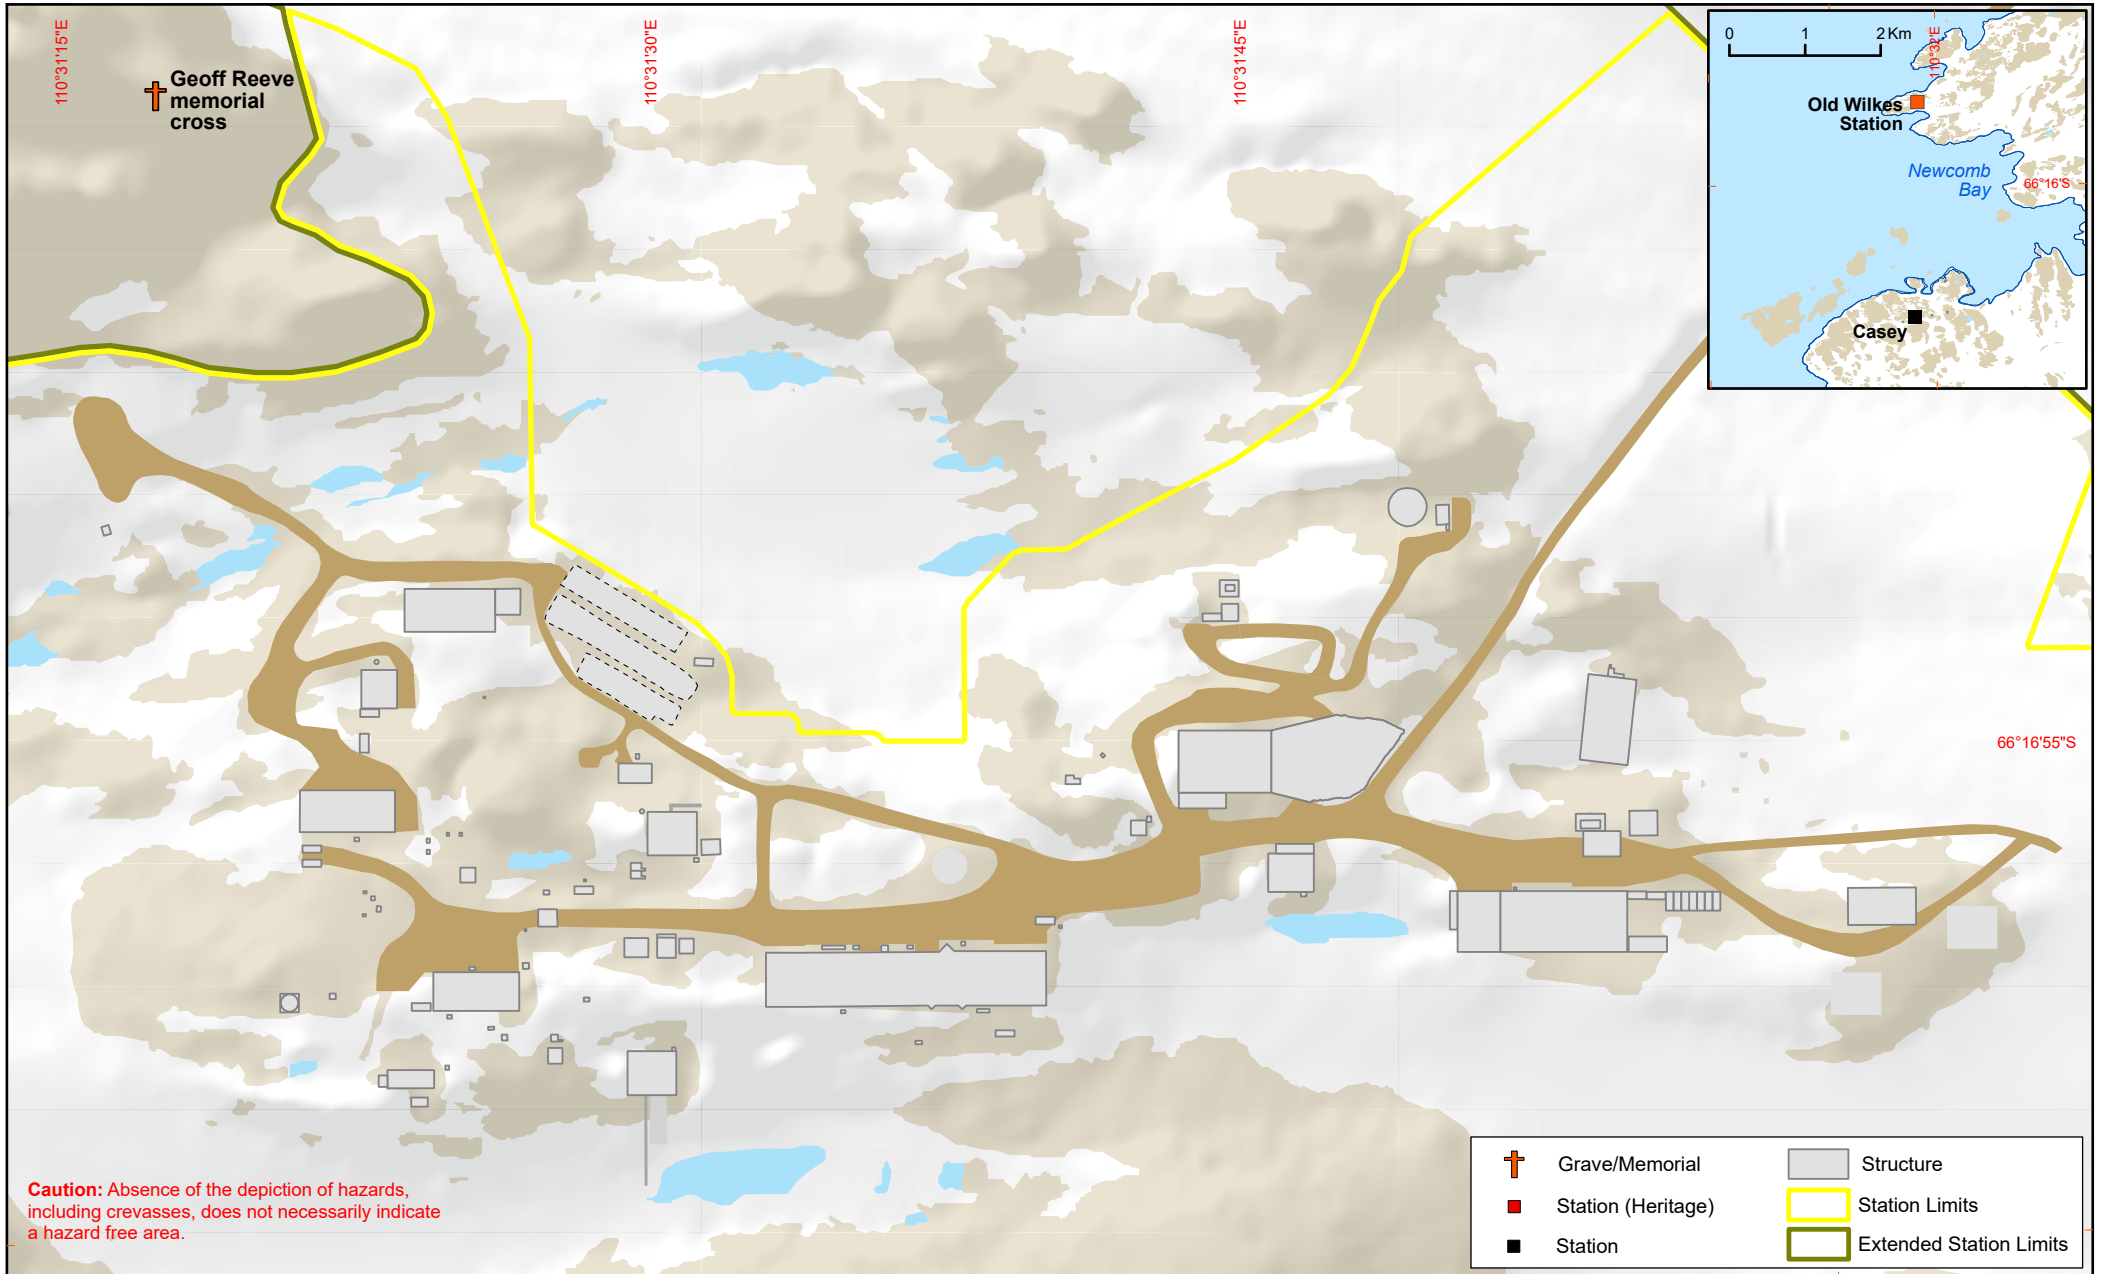 110°31'15"E
110°31'30"E
110°31'45"E
Geoff Reeve
memorial
cross
0 1 2 Km
110°32'E
Old Wilkes
Station
Newcomb
Bay
66°16'S
Casey
66°16'55"S
Caution: Absence of the depiction of hazards,
including crevasses, does not necessarily indicate
a hazard free area.
Grave/Memorial
Station (Heritage)
Station
Structure
Station Limits
Extended Station Limits